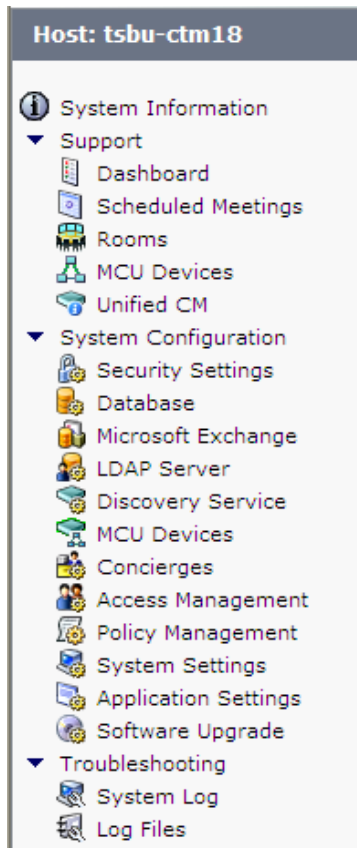 Host: tsbu-ctm18
System Information
Support
Dashboard
Scheduled Meetings
Rooms
MCU Devices
Unified CM
System Configuration
Security Settings
Database
Microsoft Exchange
LDAP Server
Discovery Service
MCU Devices
Concierges
Access Management
Policy Management
System Settings
Application Settings
Software Upgrade
Troubleshooting
System Log
Log Files